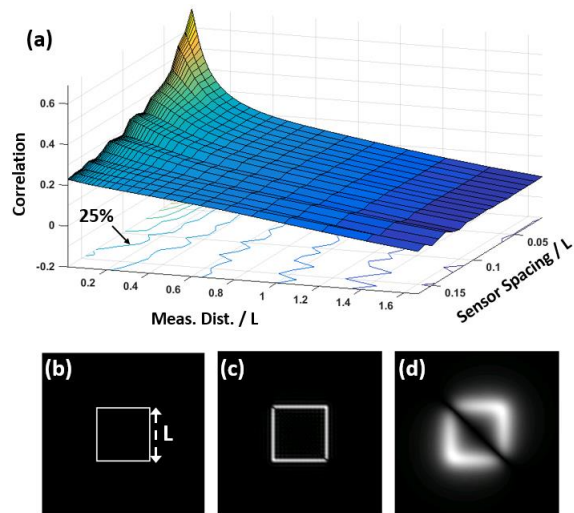 (a)
Correlation
0.6
0.4
0.2
0
-0.2
25%
0.2
0.4
0.6
0.8
1
1.2
1.4
1.6
Meas. Dist. / L
0.15
0.1
0.05
Sensor Spacing / L
(b)
L
(c)
(d)